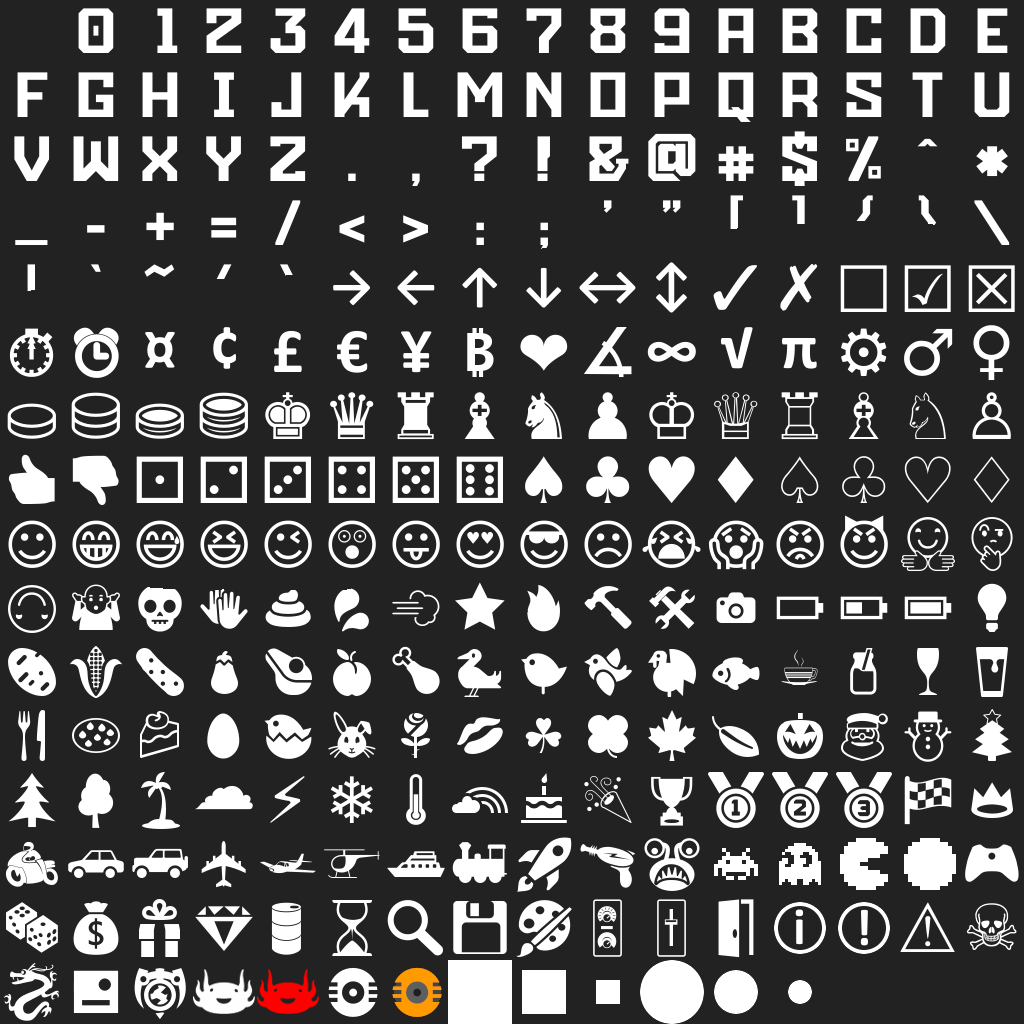 0 1 2 3 4 5 6 7 8 9 A B C D E
F G H I J K L M N O P Q R S T U
V W X Y Z . , ? ! & @ # $ % ^ *
_ - + = / < > : ; ' " [ ] { } \
| ` ~ ´ ` → ← ↑ ↓ ↔ ↕ ✓ ✗ ☐ ☑ ☒
¤ ¢ £ € ¥ ₿ ❤ ∡ ∞ √ π ⚙ ♂ ♀
$
1 2 3
i !  !